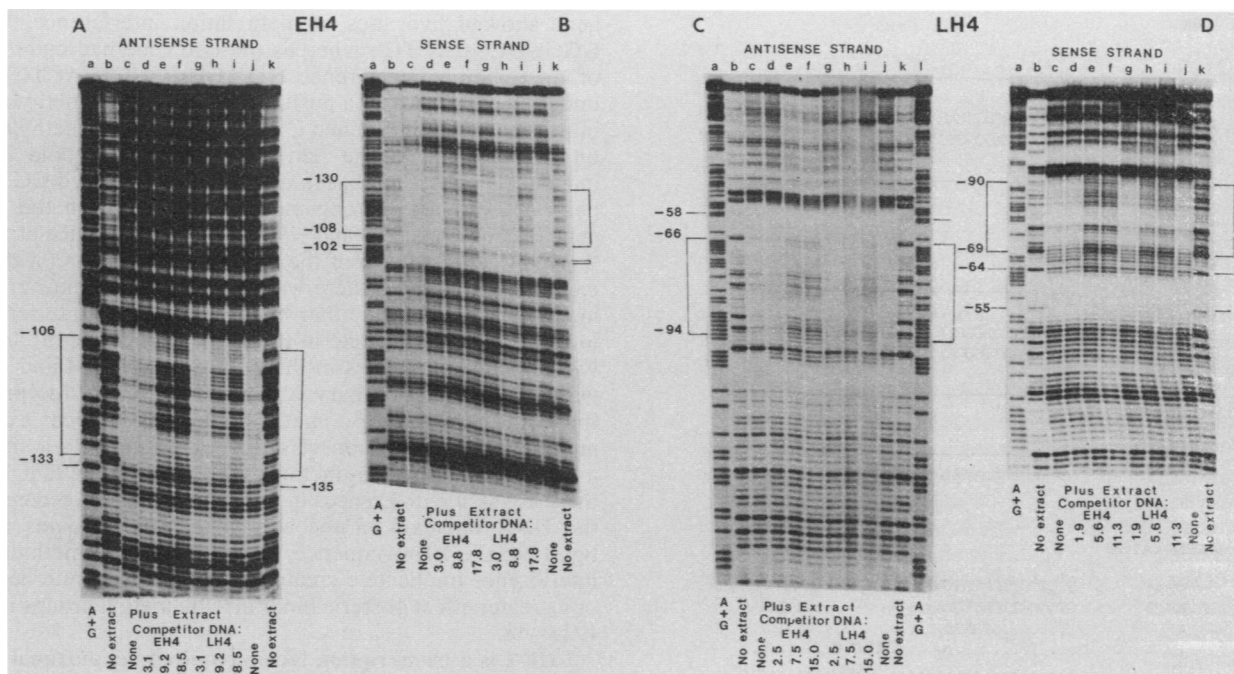 A EH4 B
ANTISENSE STRAND
a b c d e f g h i j k
-106
-133
-135
A + G
No extract
Plus Extract
Competitor DNA:
EH4 LH4
None 3.1 9.2 8.5 3.1 9.2 8.5 None
No extract
SENSE STRAND
a b c d e f g h i j k
-130
-108
-102
A + G
No extract
Plus Extract
Competitor DNA:
EH4 LH4
None 3.0 8.8 17.8 3.0 8.8 17.8 None
No extract
C LH4 D
ANTISENSE STRAND
a b c d e f g h i j k l
-58
-66
-94
A + G
No extract
Plus Extract
Competitor DNA:
EH4 LH4
None 2.5 7.5 15.0 2.5 7.5 15.0 None
No extract
A + G
SENSE STRAND
a b c d e f g h i j k
-90
-69
-64
-55
A + G
No extract
Plus Extract
Competitor DNA:
EH4 LH4
None 1.9 5.6 11.3 1.9 5.6 11.3 None
No extract